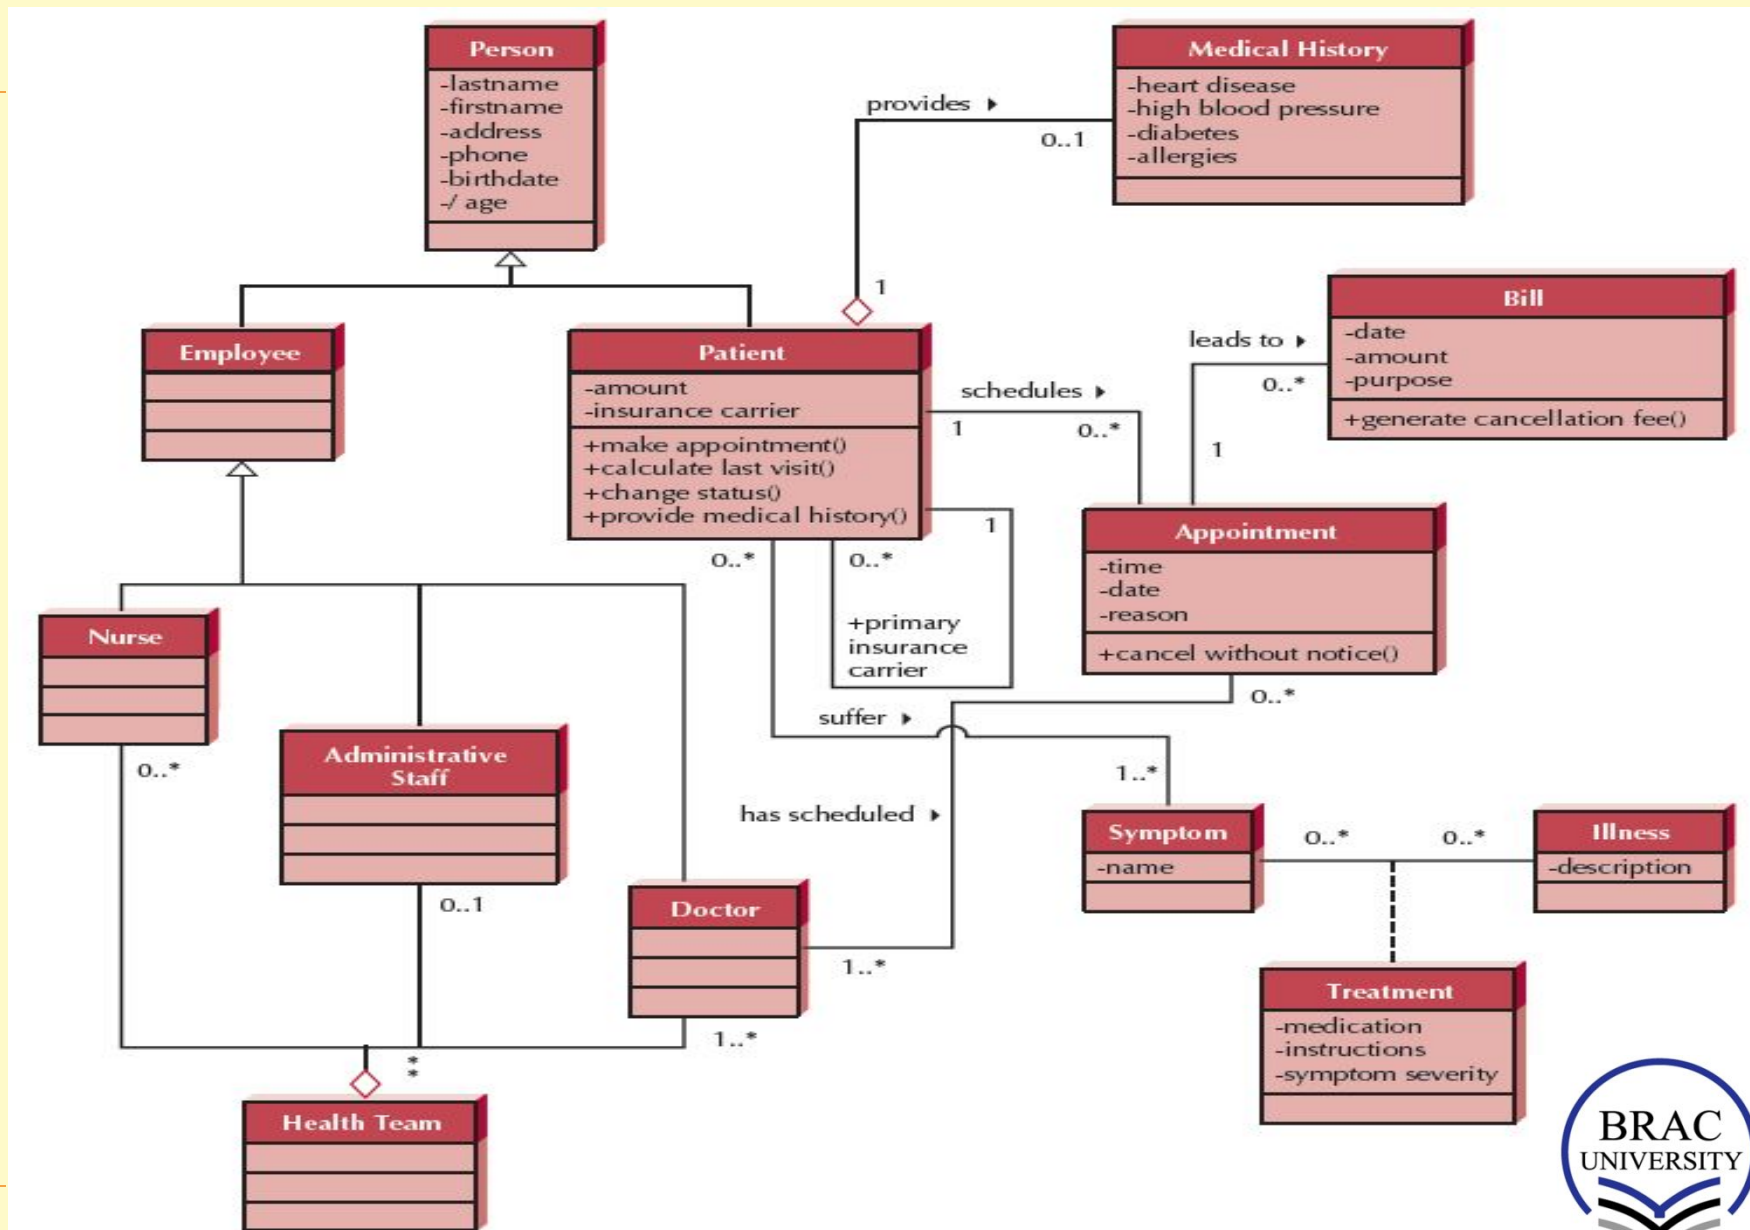 Person
-lastname
-firstname
-address
-phone
-birthdate
-/ age
Medical History
-heart disease
-high blood pressure
-diabetes
-allergies
provides
0..1
1
Employee
Patient
-amount
-insurance carrier
+make appointment()
+calculate last visit()
+change status()
+provide medical history()
schedules
1
0..*
Bill
-date
-amount
-purpose
+generate cancellation fee()
leads to
0..*
1
Appointment
-time
-date
-reason
+cancel without notice()
0..*
0..*
0..*
1
+primary
insurance
carrier
suffer
1..*
has scheduled
1..*
Nurse
0..*
Administrative
Staff
0..1
Doctor
1..*
*
*
Health Team
Symptom
-name
0..*
0..*
Illness
-description
Treatment
-medication
-instructions
-symptom severity
BRAC
UNIVERSITY